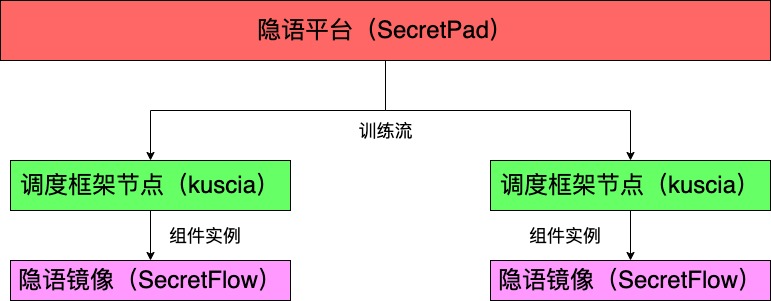 隐语平台（SecretPad）
训练流
调度框架节点（kuscia）
调度框架节点（kuscia）
组件实例
组件实例
隐语镜像（SecretFlow）
隐语镜像（SecretFlow）